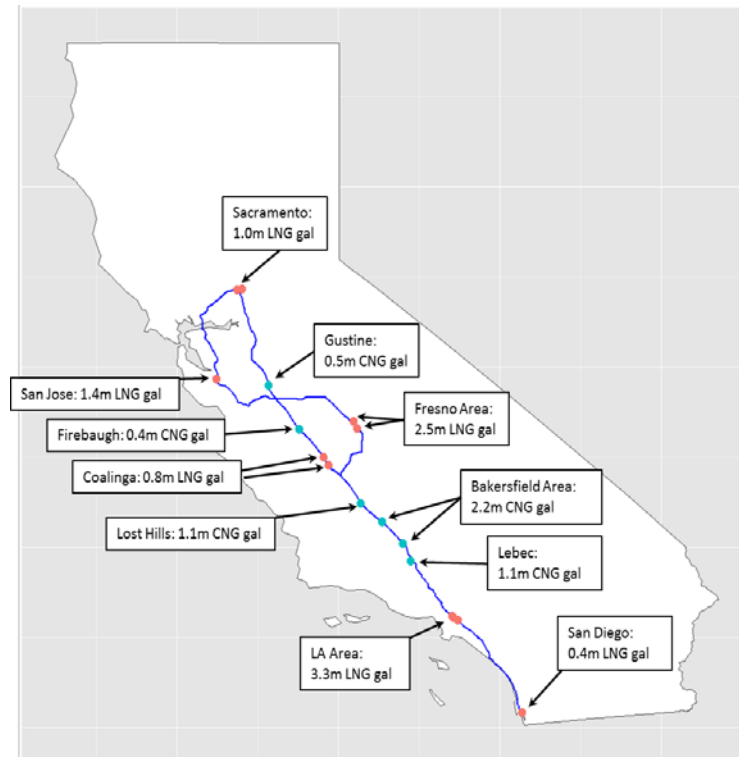 Sacramento:
1.0m LNG gal
Gustine:
0.5m CNG gal
San Jose: 1.4m LNG gal
Fresno Area:
2.5m LNG gal
Firebaugh: 0.4m CNG gal
Coalinga: 0.8m LNG gal
Bakersfield Area:
2.2m CNG gal
Lost Hills: 1.1m CNG gal
Lebec:
1.1m CNG gal
LA Area:
3.3m LNG gal
San Diego:
0.4m LNG gal